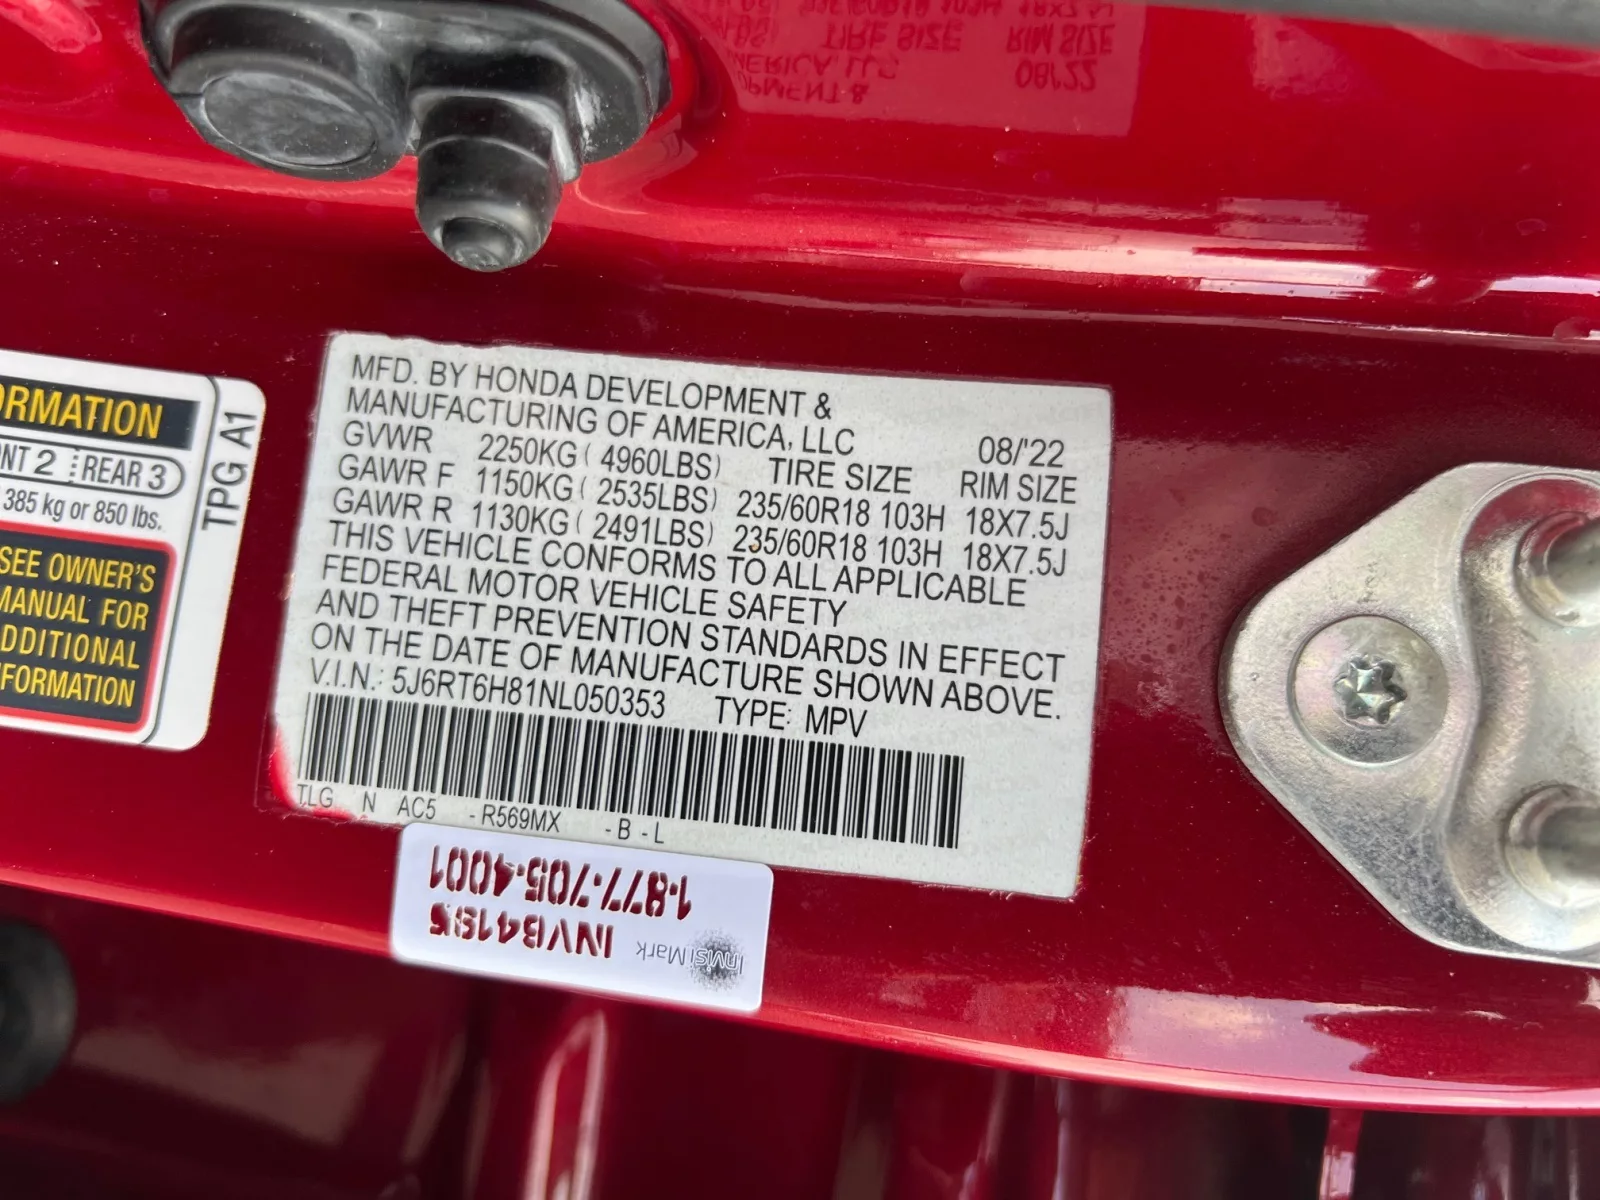 MFD. BY HONDA DEVELOPMENT &
MANUFACTURING OF AMERICA, LLC 08/'22
GVWR 2250KG ( 4960LBS) TIRE SIZE RIM SIZE
GAWR F 1150KG ( 2535LBS) 235/60R18 103H 18X7.5J
GAWR R 1130KG ( 2491LBS) 235/60R18 103H 18X7.5J
THIS VEHICLE CONFORMS TO ALL APPLICABLE
FEDERAL MOTOR VEHICLE SAFETY
AND THEFT PREVENTION STANDARDS IN EFFECT
ON THE DATE OF MANUFACTURE SHOWN ABOVE.
V.I.N.: 5J6RT6H81NL050353 TYPE: MPV
TLG N AC5 -R569MX -B-L
ORMATION
NT 2 REAR 3
385 kg or 850 lbs.
SEE OWNER'S
MANUAL FOR
DDITIONAL
NFORMATION
TPG A1
InvisiMark INVB4195
1-877-705-4001